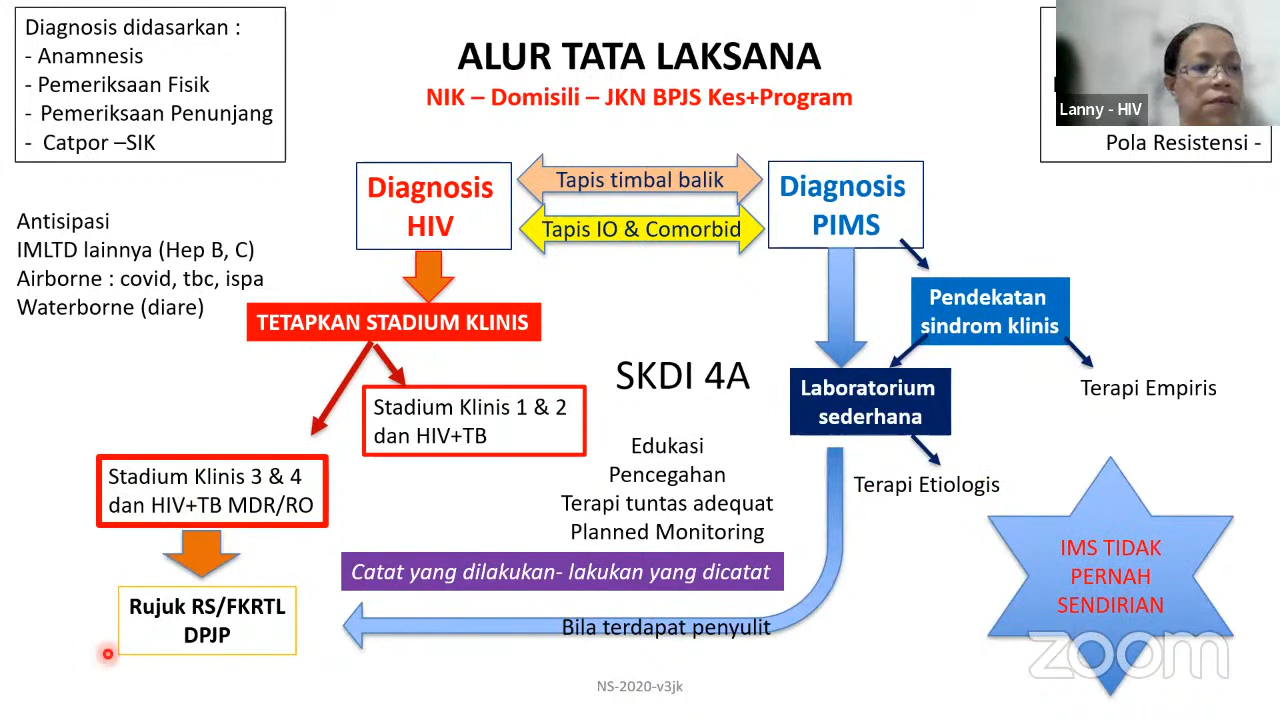 Diagnosis didasarkan :
- Anamnesis
- Pemeriksaan Fisik
- Pemeriksaan Penunjang
- Catpor –SIK
ALUR TATA LAKSANA
NIK – Domisili – JKN BPJS Kes+Program
Lanny - HIV
Pola Resistensi -
Diagnosis
HIV
Tapis timbal balik
Tapis IO & Comorbid
Diagnosis
PIMS
Antisipasi
IMLTD lainnya (Hep B, C)
Airborne : covid, tbc, ispa
Waterborne (diare)
TETAPKAN STADIUM KLINIS
Pendekatan
sindrom klinis
Stadium Klinis 1 & 2
dan HIV+TB
SKDI 4A
Laboratorium
sederhana
Terapi Empiris
Stadium Klinis 3 & 4
dan HIV+TB MDR/RO
Edukasi
Pencegahan
Terapi tuntas adequat
Planned Monitoring
Terapi Etiologis
Catat yang dilakukan- lakukan yang dicatat
IMS TIDAK
PERNAH
SENDIRIAN
Rujuk RS/FKRTL
DPJP
Bila terdapat penyulit
zoom
NS-2020-v3jk